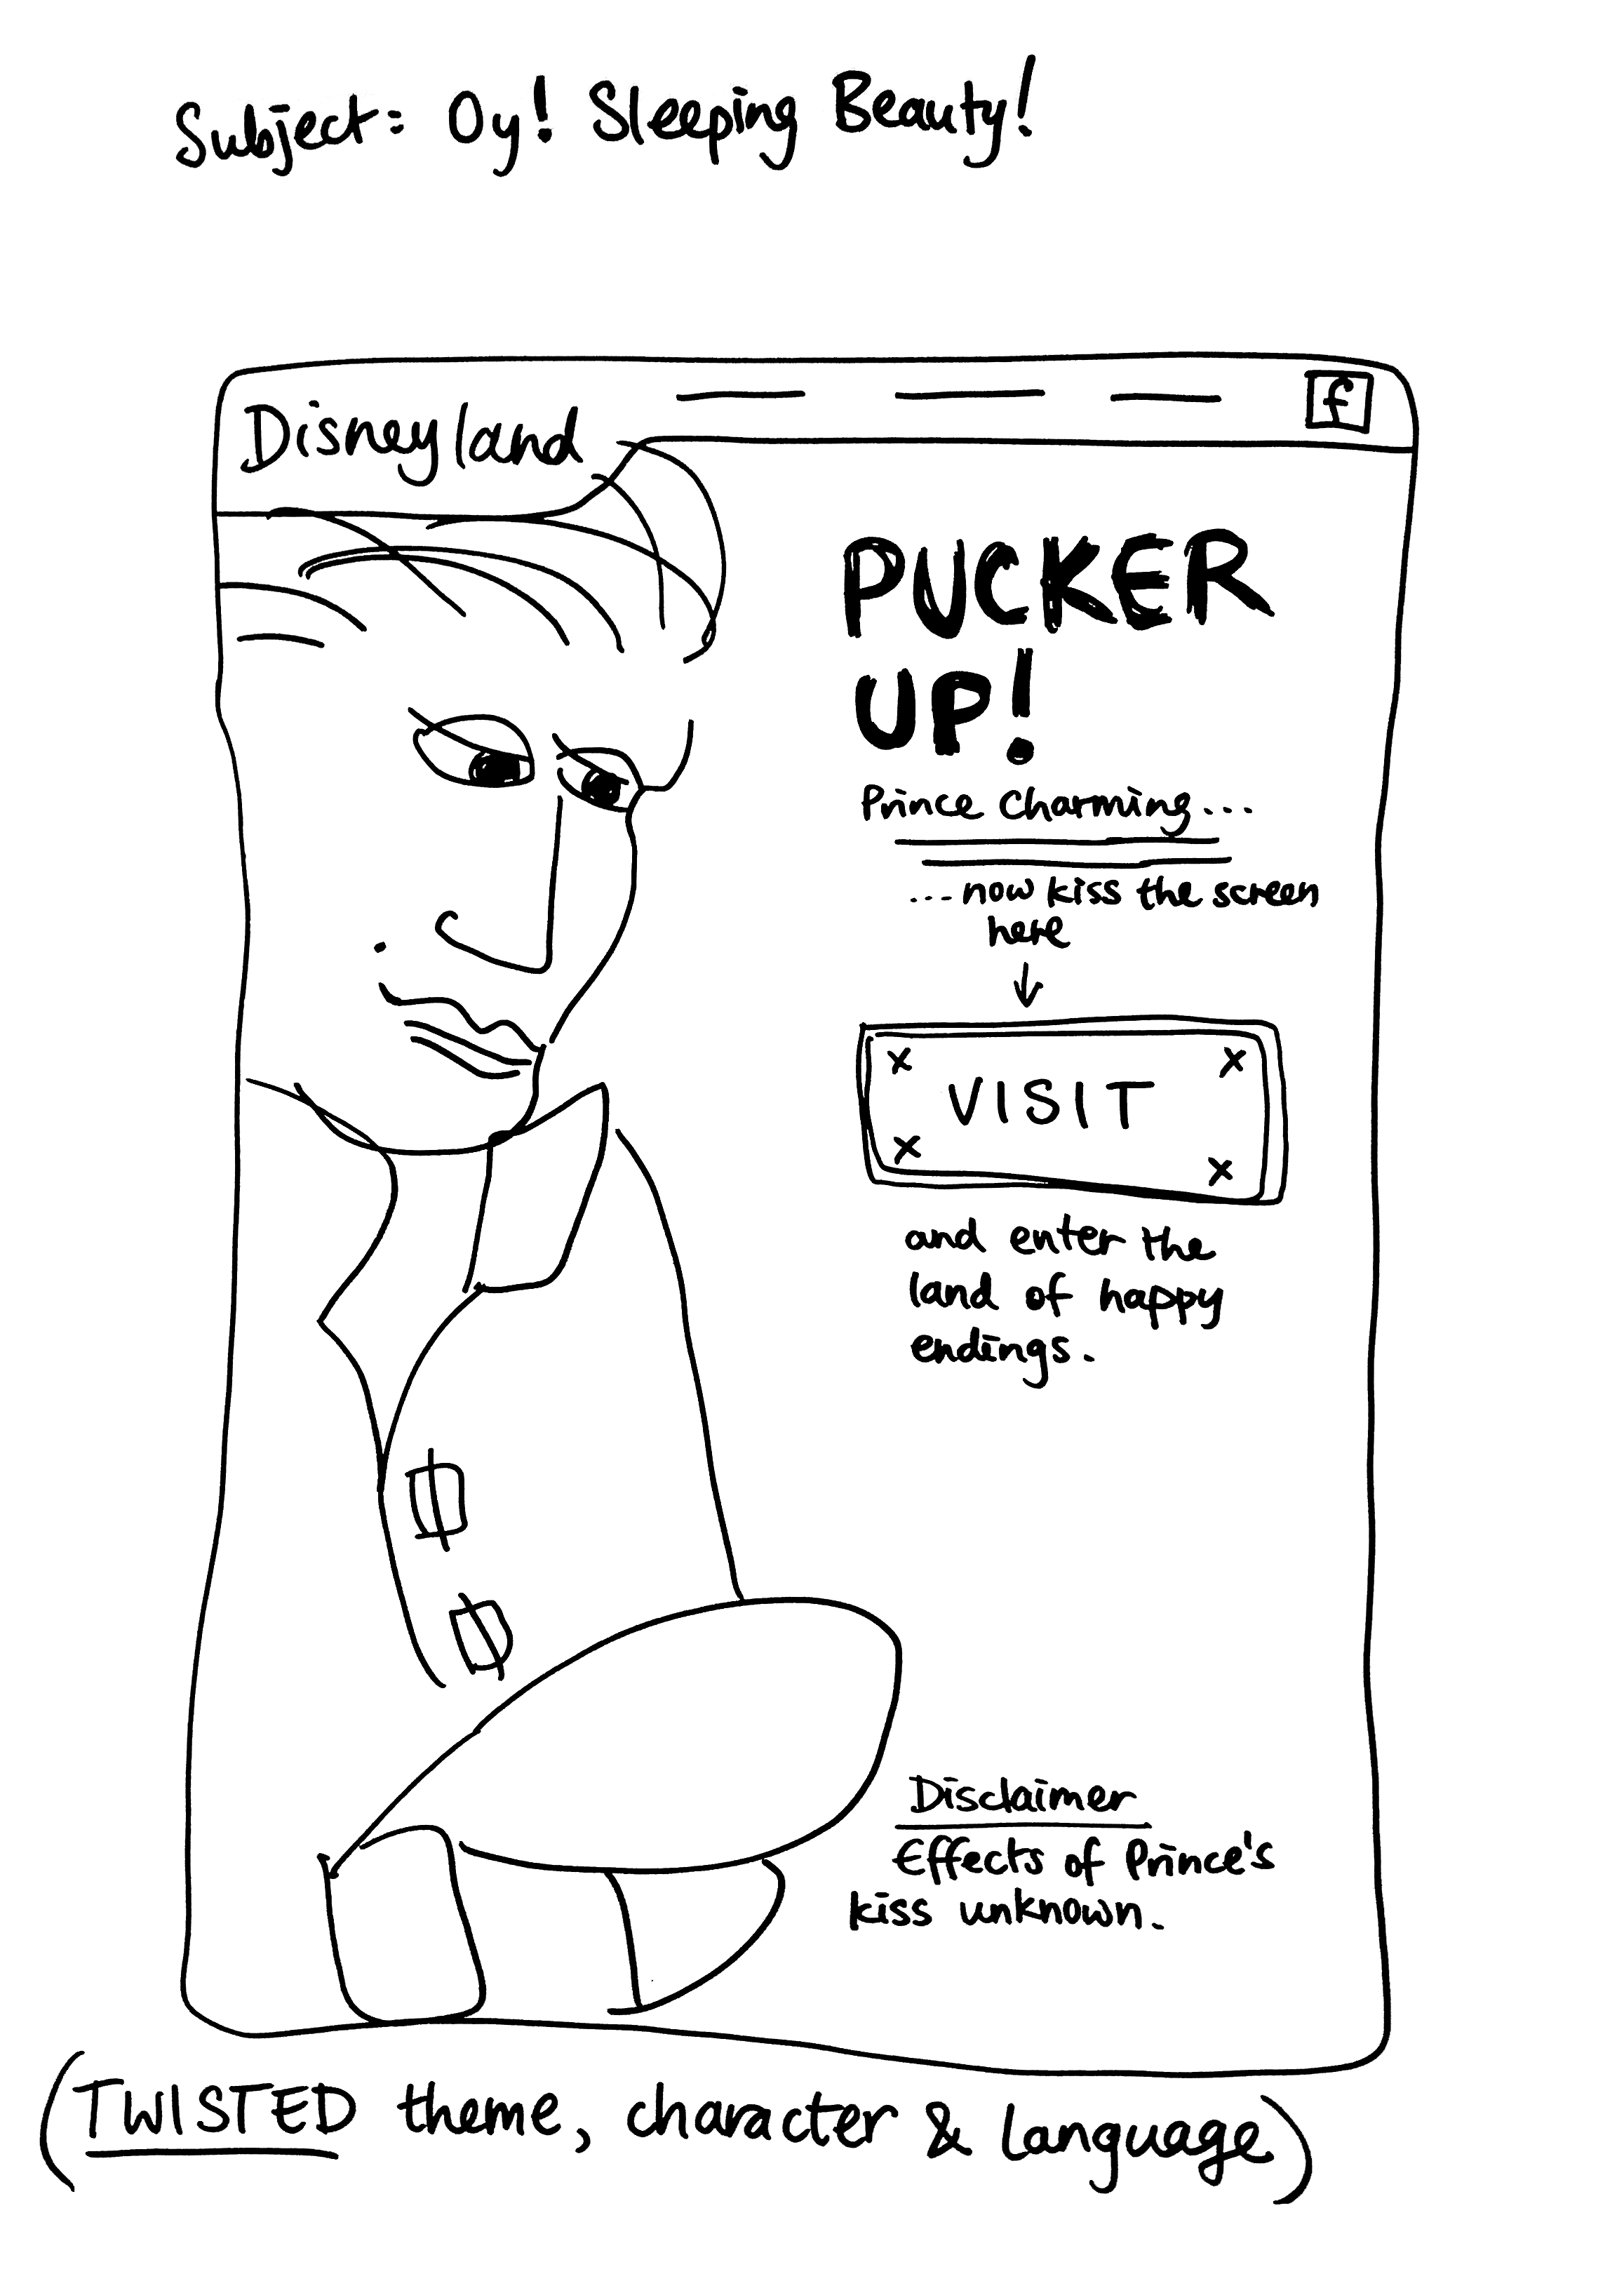 Subject: Oy! Sleeping Beauty!
Disneyland
f
PUCKER
UP!
Prince Charming...
...now kiss the screen
here
x x
VISIT
x x
and enter the
land of happy
endings.
Disclaimer
Effects of Prince's
kiss unknown.
(TWISTED theme, character & language)